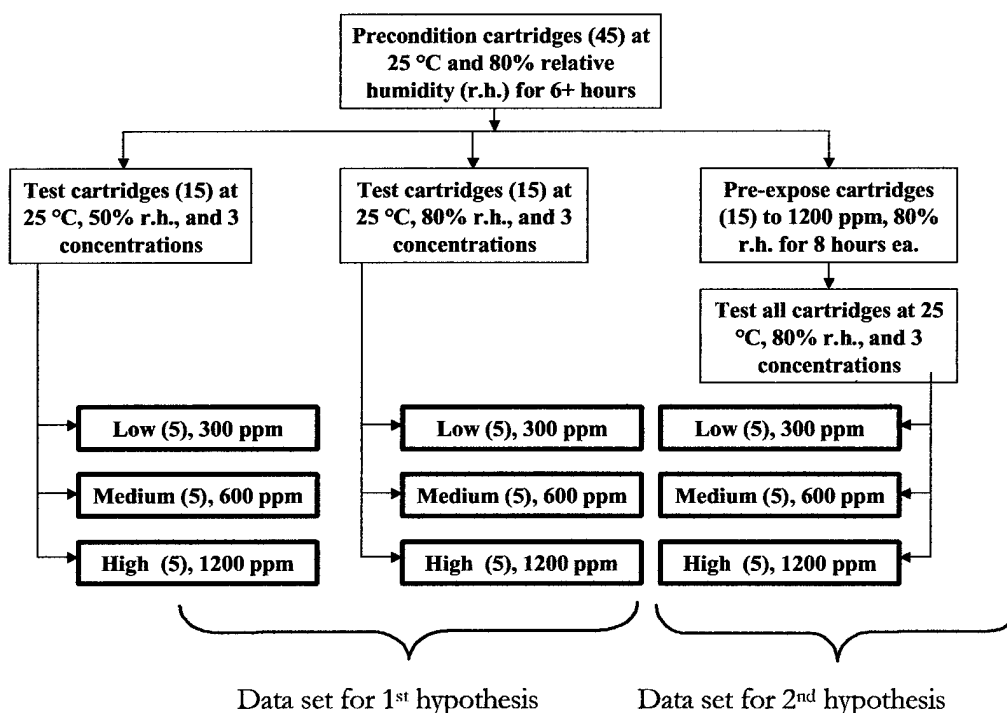 Precondition cartridges (45) at
25 °C and 80% relative
humidity (r.h.) for 6+ hours
Test cartridges (15) at
25 °C, 50% r.h., and 3
concentrations
Test cartridges (15) at
25 °C, 80% r.h., and 3
concentrations
Pre-expose cartridges
(15) to 1200 ppm, 80%
r.h. for 8 hours ea.
Test all cartridges at 25
°C, 80% r.h., and 3
concentrations
Low (5), 300 ppm
Low (5), 300 ppm
Low (5), 300 ppm
Medium (5), 600 ppm
Medium (5), 600 ppm
Medium (5), 600 ppm
High (5), 1200 ppm
High (5), 1200 ppm
High (5), 1200 ppm
Data set for 1st hypothesis
Data set for 2nd hypothesis